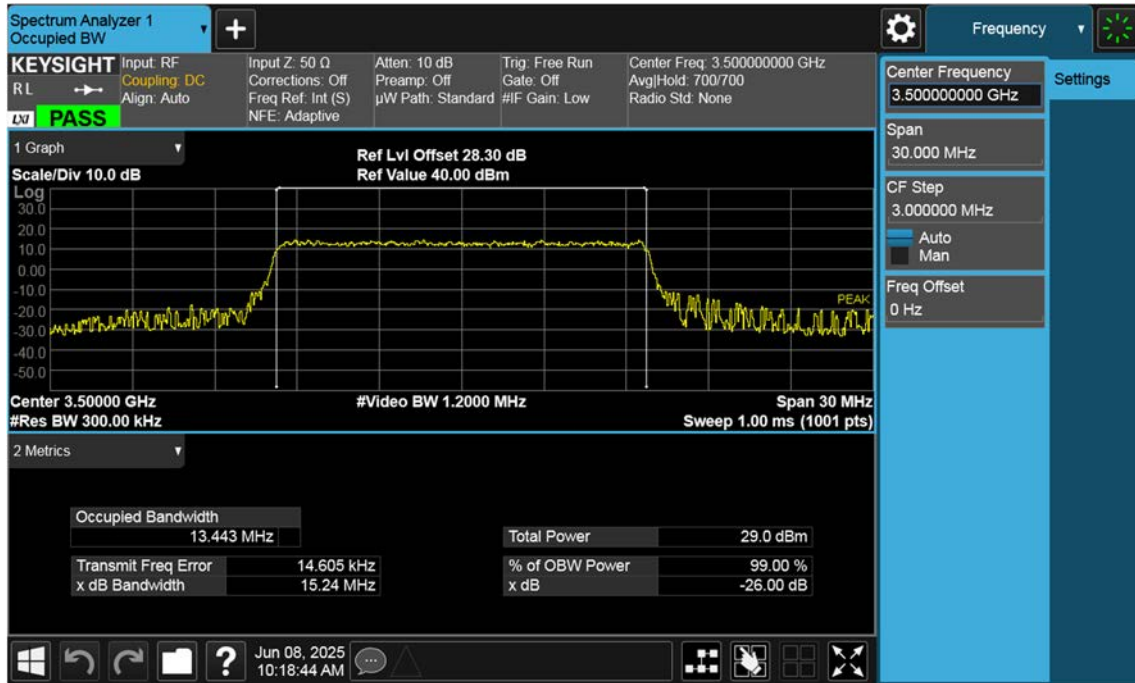 Spectrum Analyzer 1
Occupied BW
+
Frequency
KEYSIGHT
RL
LXI
PASS
Input: RF
Coupling: DC
Align: Auto
Input Z: 50 Ω
Corrections: Off
Freq Ref: Int (S)
NFE: Adaptive
Atten: 10 dB
Preamp: Off
µW Path: Standard
Trig: Free Run
Gate: Off
#IF Gain: Low
Center Freq: 3.500000000 GHz
Avg|Hold: 700/700
Radio Std: None
Center Frequency
3.500000000 GHz
Settings
Span
30.000 MHz
CF Step
3.000000 MHz
Auto
Man
Freq Offset
0 Hz
1 Graph
Scale/Div 10.0 dB
Ref Lvl Offset 28.30 dB
Ref Value 40.00 dBm
Log
30.0
20.0
10.0
0.00
-10.0
-20.0
-30.0
-40.0
-50.0
PEAK
Center 3.50000 GHz
#Video BW 1.2000 MHz
Span 30 MHz
#Res BW 300.00 kHz
Sweep 1.00 ms (1001 pts)
2 Metrics
Occupied Bandwidth
13.443 MHz
Total Power 29.0 dBm
Transmit Freq Error 14.605 kHz
% of OBW Power 99.00 %
x dB Bandwidth 15.24 MHz
x dB -26.00 dB
?
Jun 08, 2025
10:18:44 AM